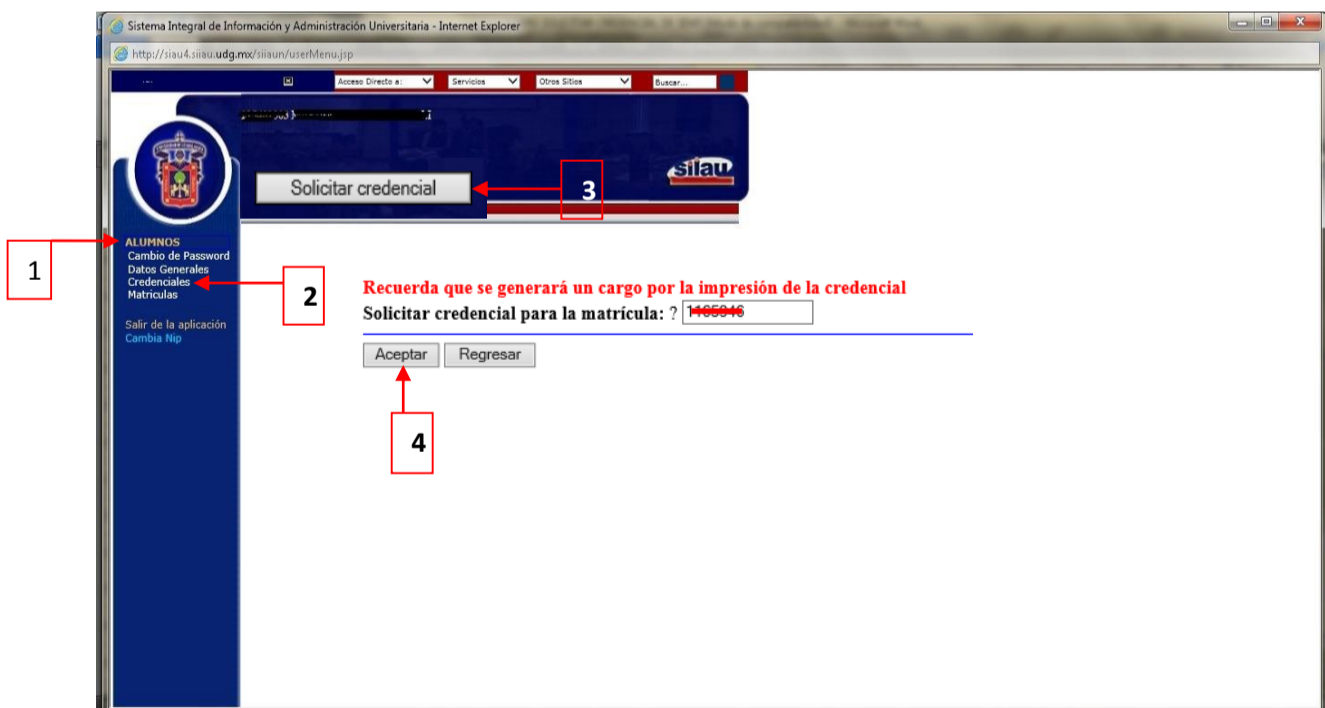 Sistema Integral de Información y Administración Universitaria - Internet Explorer
http://siau4.siiau.udg.mx/siiaun/userMenu.jsp
Acceso Directo a: Servicios Otros Sitios Buscar...
siiau
Solicitar credencial
3
1
ALUMNOS
Cambio de Password
Datos Generales
Credenciales
Matriculas
2
Salir de la aplicación
Cambia Nip
Recuerda que se generará un cargo por la impresión de la credencial
Solicitar credencial para la matrícula: ?
Aceptar Regresar
4